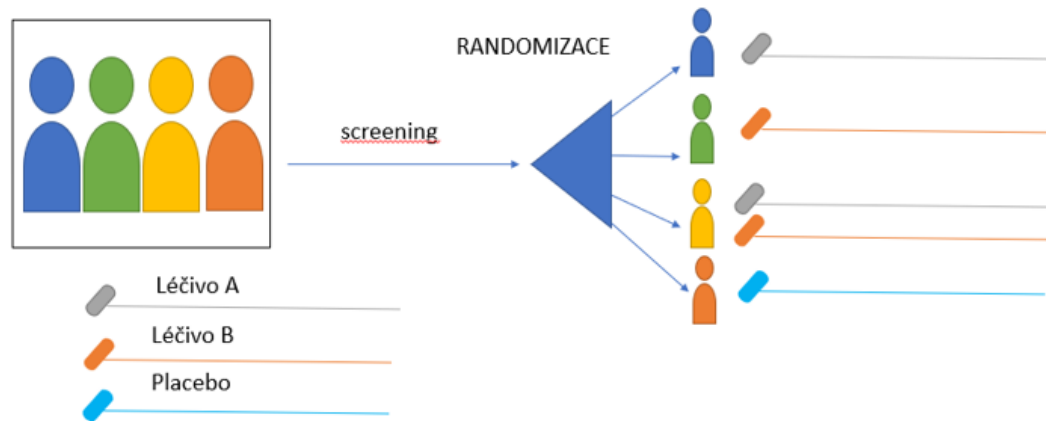 RANDOMIZACE
screening
Léčivo A
Léčivo B
Placebo